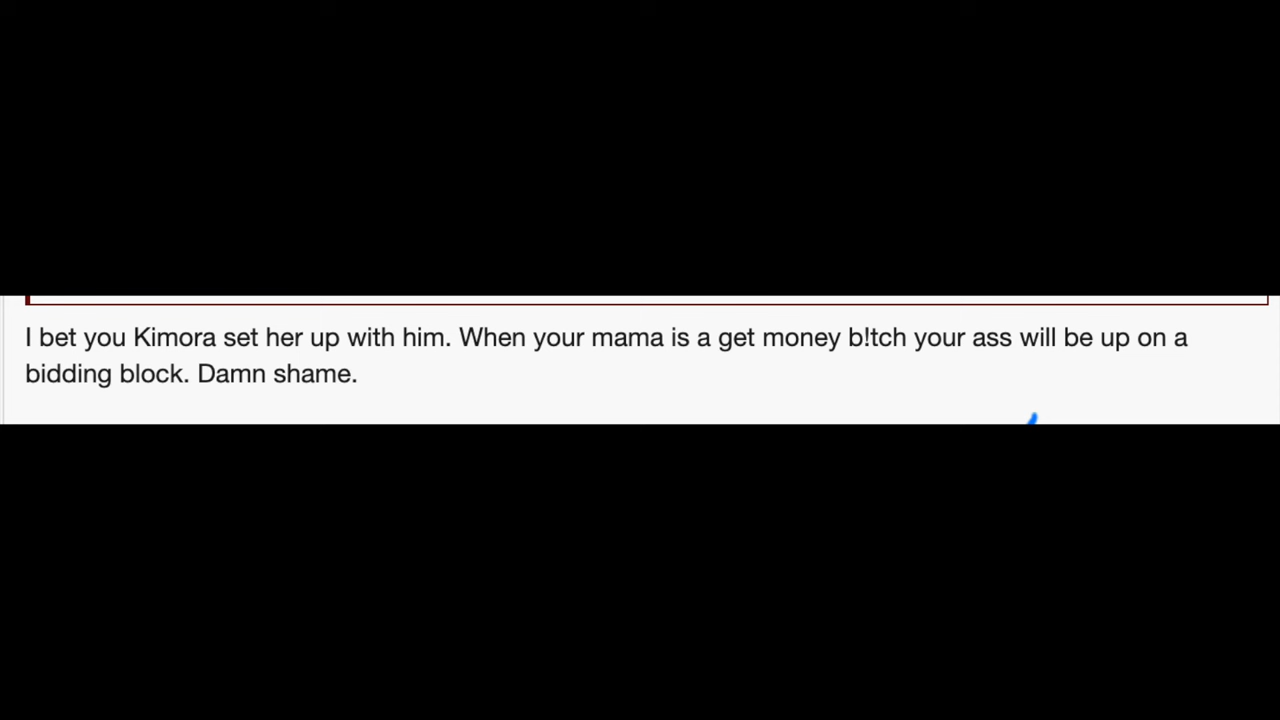 I bet you Kimora set her up with him. When your mama is a get money b!tch your ass will be up on a
bidding block. Damn shame.